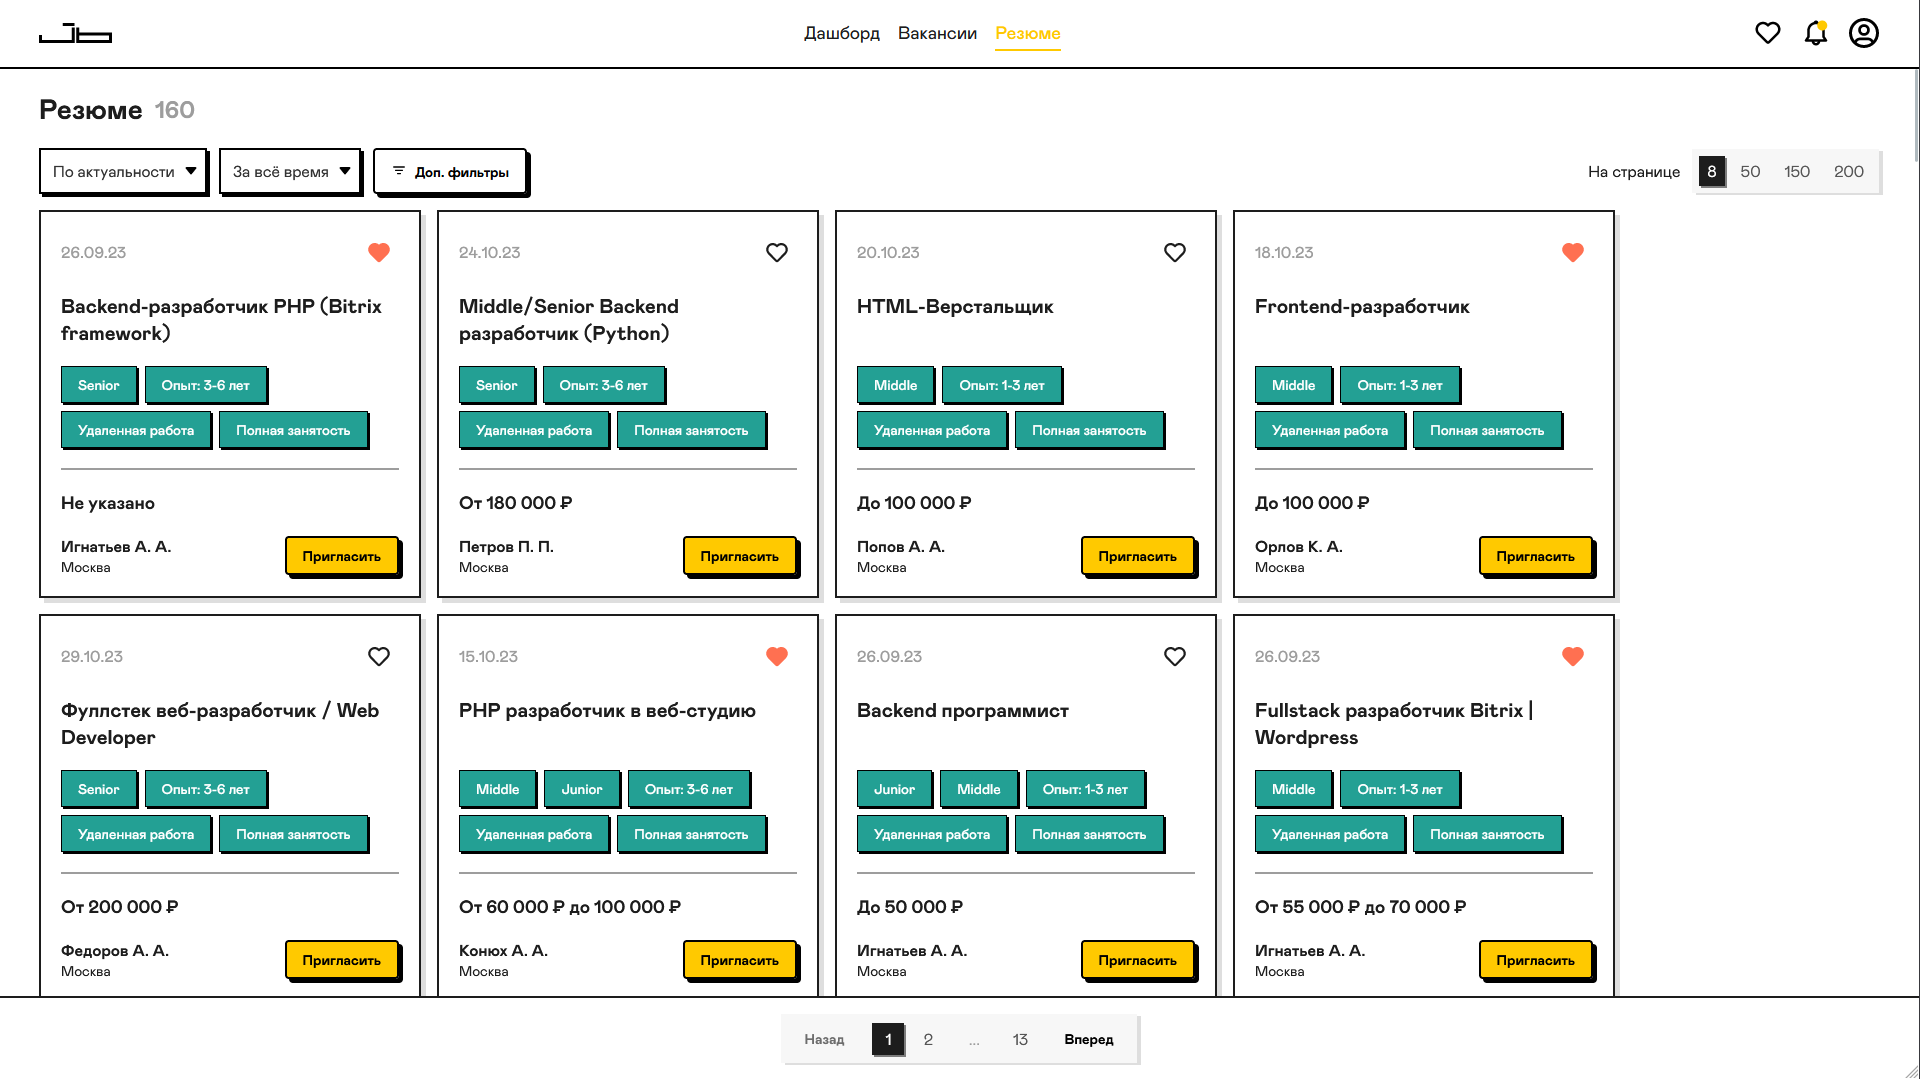 Jb
Дашборд Вакансии Резюме
Резюме 160
По актуальности За всё время Доп. фильтры На странице 8 50 150 200
26.09.23
Backend-разработчик PHP (Bitrix
framework)
Senior Опыт: 3-6 лет
Удаленная работа Полная занятость
Не указано
Игнатьев А. А.
Москва
Пригласить
24.10.23
Middle/Senior Backend
разработчик (Python)
Senior Опыт: 3-6 лет
Удаленная работа Полная занятость
От 180 000 ₽
Петров П. П.
Москва
Пригласить
20.10.23
HTML-Верстальщик
Middle Опыт: 1-3 лет
Удаленная работа Полная занятость
До 100 000 ₽
Попов А. А.
Москва
Пригласить
18.10.23
Frontend-разработчик
Middle Опыт: 1-3 лет
Удаленная работа Полная занятость
До 100 000 ₽
Орлов К. А.
Москва
Пригласить
29.10.23
Фуллстек веб-разработчик / Web
Developer
Senior Опыт: 3-6 лет
Удаленная работа Полная занятость
От 200 000 ₽
Федоров А. А.
Москва
Пригласить
15.10.23
PHP разработчик в веб-студию
Middle Junior Опыт: 3-6 лет
Удаленная работа Полная занятость
От 60 000 ₽ до 100 000 ₽
Конюх А. А.
Москва
Пригласить
26.09.23
Backend программист
Junior Middle Опыт: 1-3 лет
Удаленная работа Полная занятость
До 50 000 ₽
Игнатьев А. А.
Москва
Пригласить
26.09.23
Fullstack разработчик Bitrix |
Wordpress
Middle Опыт: 1-3 лет
Удаленная работа Полная занятость
От 55 000 ₽ до 70 000 ₽
Игнатьев А. А.
Москва
Пригласить
Назад 1 2 ... 13 Вперед